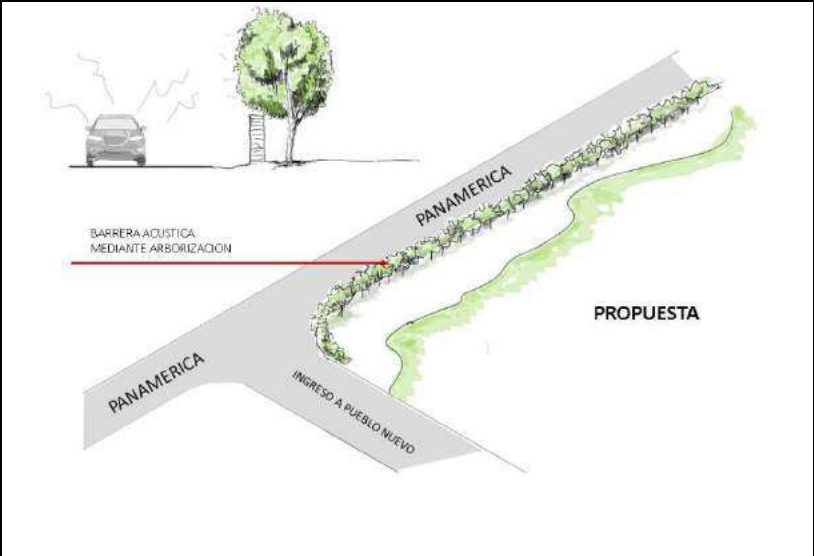 PANAMERICA
BARRERA ACUSTICA
MEDIANTE ARBORIZACION
PROPUESTA
PANAMERICA
INGRESO A PUEBLO NUEVO